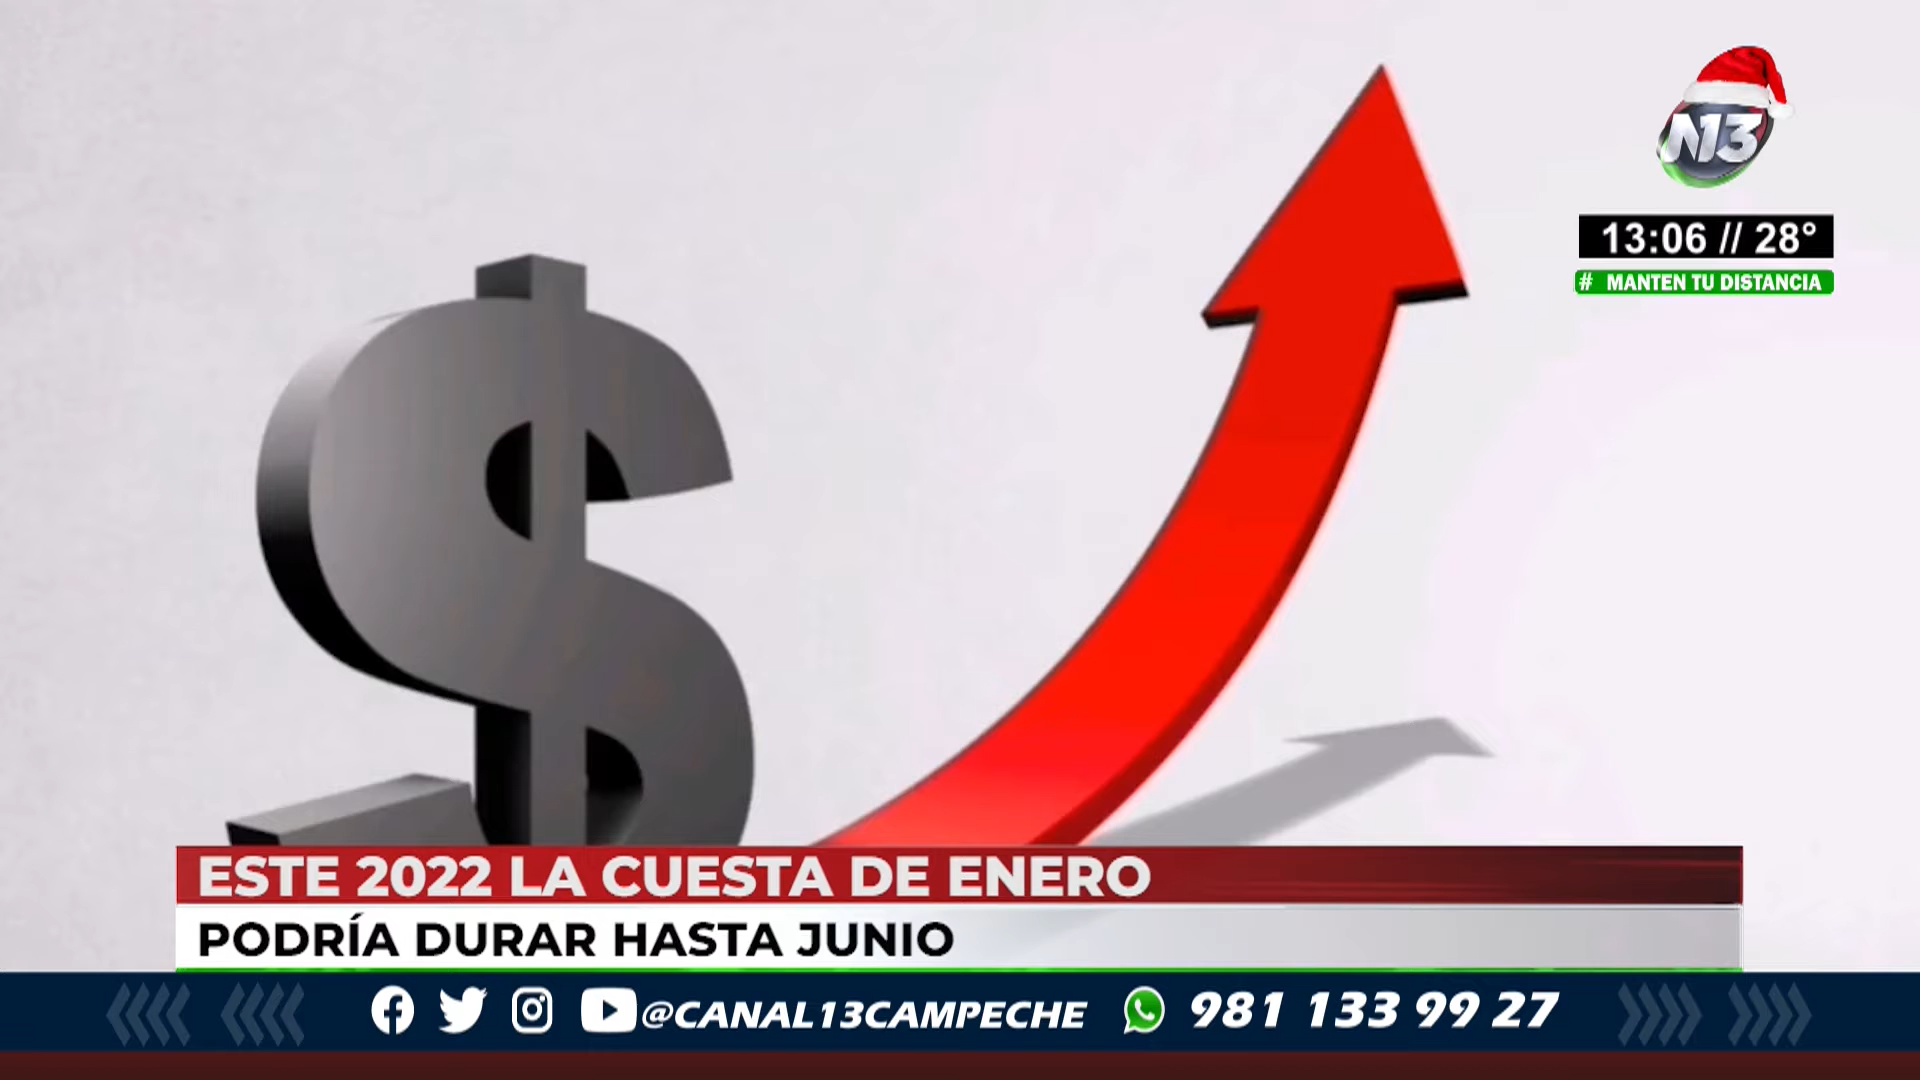 N13
13:06 // 28°
# MANTEN TU DISTANCIA
ESTE 2022 LA CUESTA DE ENERO
PODRÍA DURAR HASTA JUNIO
@CANAL13CAMPECHE 981 133 99 27